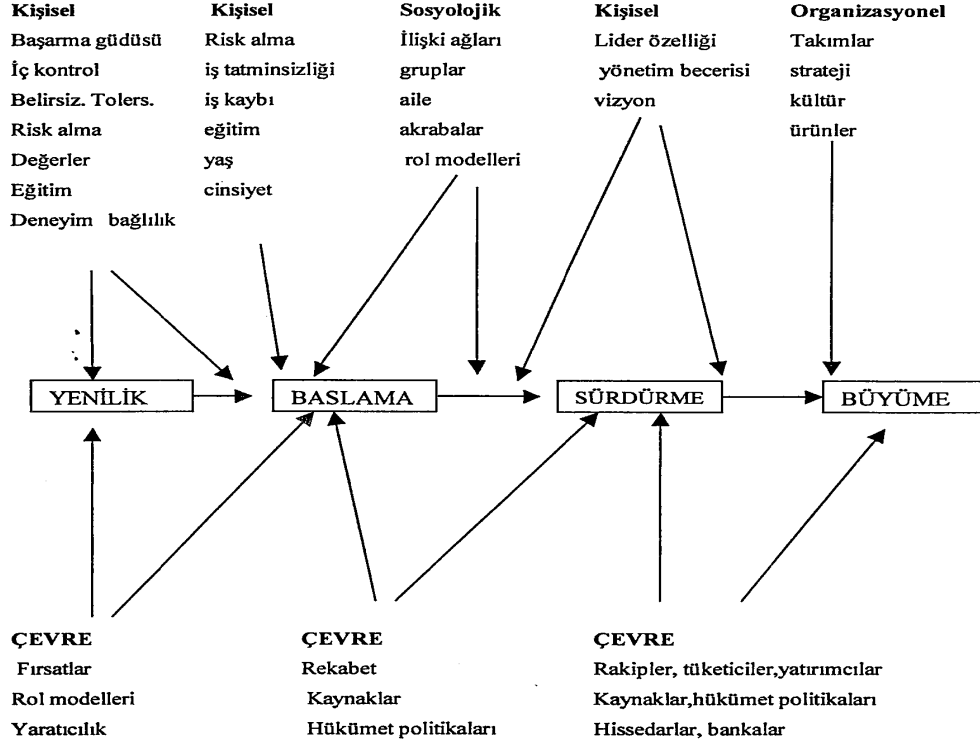 Kişisel
Başarma güdüsü
İç kontrol
Belirsiz. Tolers.
Risk alma
Değerler
Eğitim
Deneyim bağlılık
Kişisel
Risk alma
iş tatminsizliği
iş kaybı
eğitim
yaş
cinsiyet
Sosyolojik
İlişki ağları
gruplar
aile
akrabalar
rol modelleri
Kişisel
Lider özelliği
yönetim becerisi
vizyon
Organizasyonel
Takımlar
strateji
kültür
ürünler
YENİLİK
BASLAMA
SÜRDÜRME
BÜYÜME
ÇEVRE
Fırsatlar
Rol modelleri
Yaratıcılık
ÇEVRE
Rekabet
Kaynaklar
Hükümet politikaları
ÇEVRE
Rakipler, tüketiciler,yatırımcılar
Kaynaklar,hükümet politikaları
Hissedarlar, bankalar